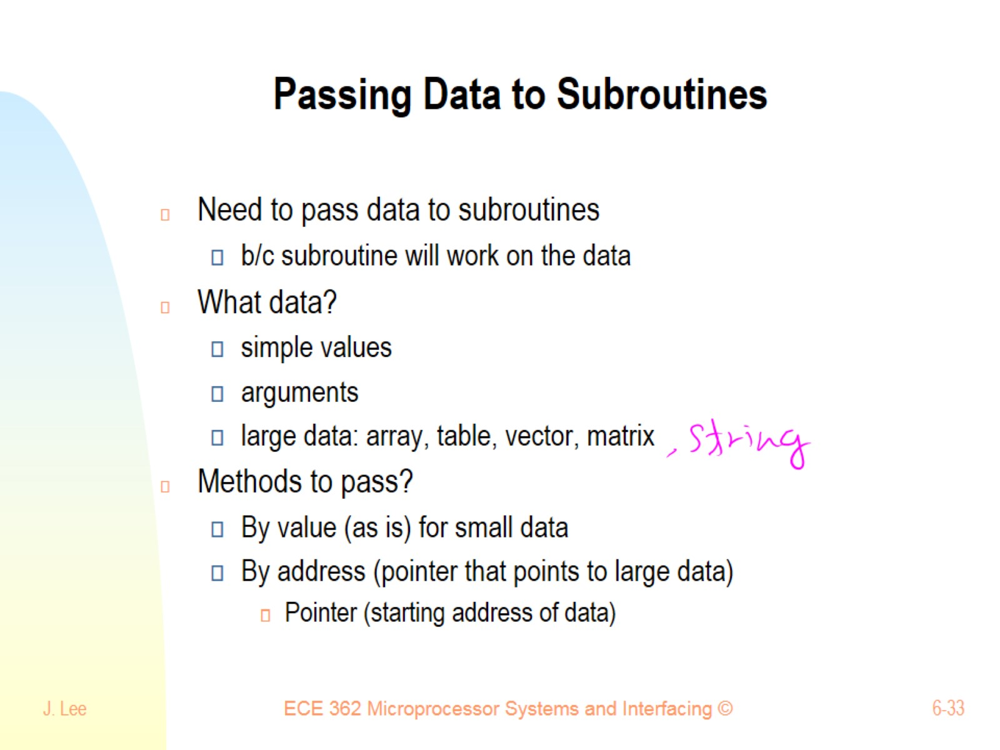 Passing Data to Subroutines
Need to pass data to subroutines
b/c subroutine will work on the data
What data?
simple values
arguments
large data: array, table, vector, matrix , string
Methods to pass?
By value (as is) for small data
By address (pointer that points to large data)
Pointer (starting address of data)
J. Lee ECE 362 Microprocessor Systems and Interfacing © 6-33